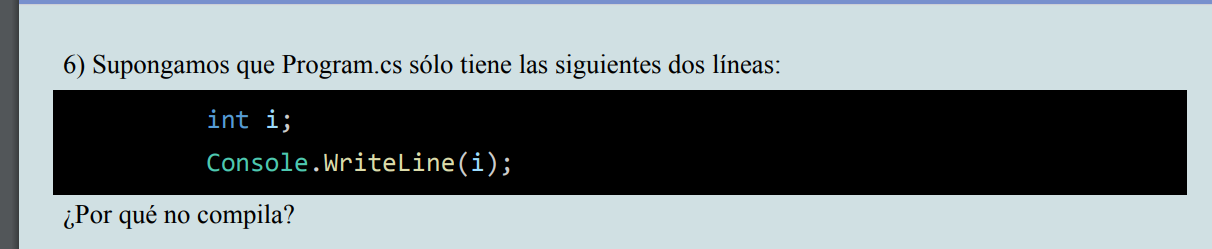 6) Supongamos que Program.cs sólo tiene las siguientes dos líneas:
int i;
Console.WriteLine(i);
¿Por qué no compila?